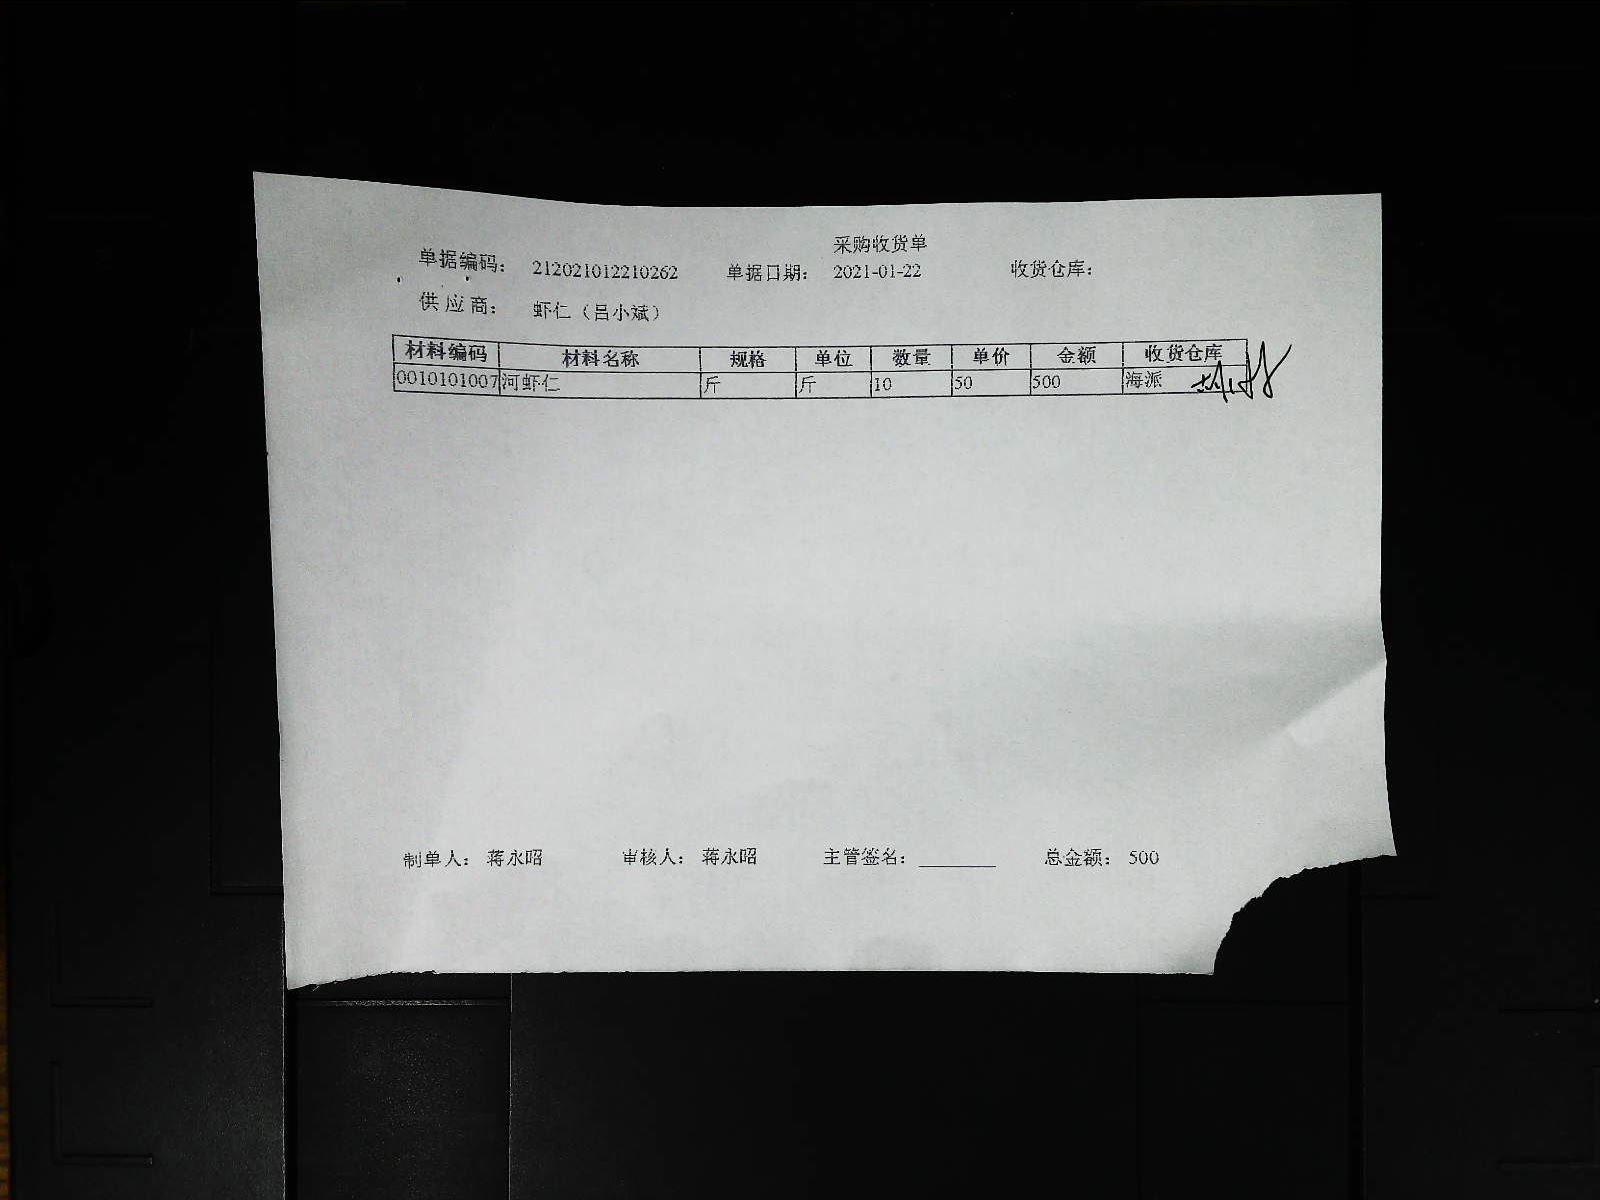 采购收货单
单据编码： 212021012210262 单据日期： 2021-01-22 收货仓库：
供应商： 虾仁（吕小斌）
材料编码 材料名称 规格 单位 数量 单价 金额 收货仓库
0010101007 河虾仁 斤 斤 10 50 500 海派
制单人： 蒋永昭 审核人： 蒋永昭 主管签名： 总金额： 500